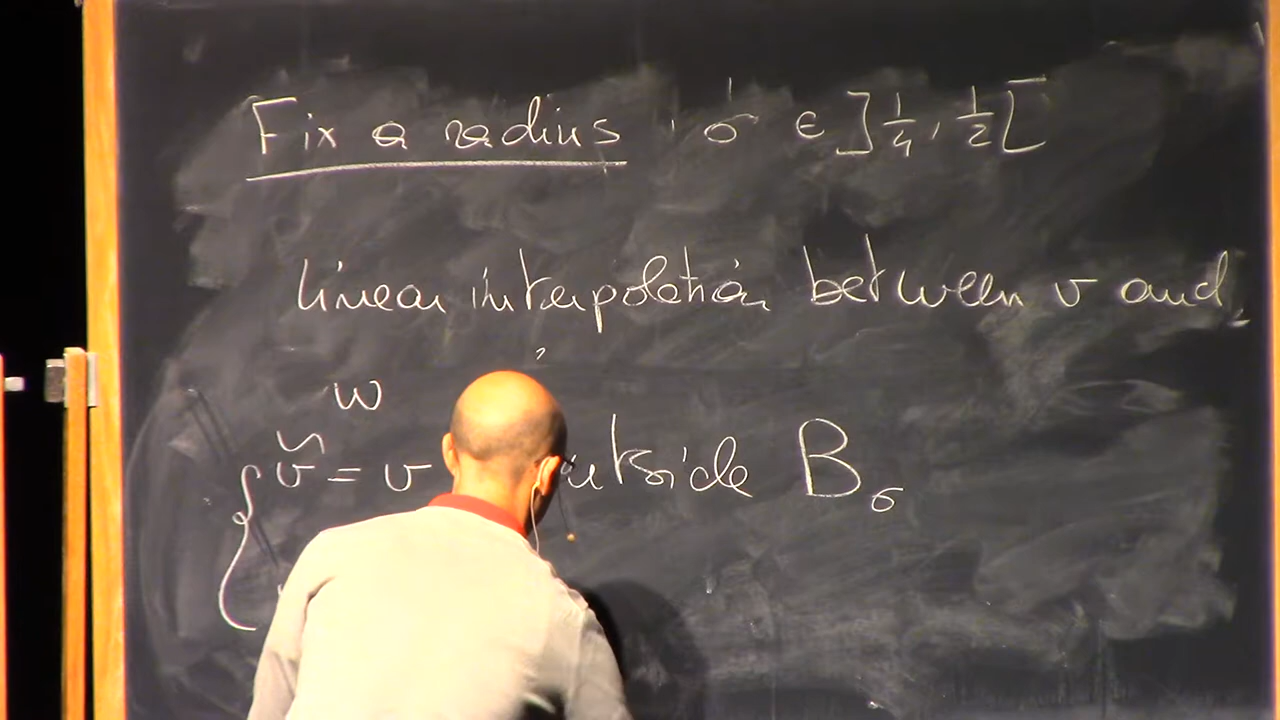 Fix a radius σ ∈ ]1/4, 1/2[
linear interpolation between v and
w
ṽ = v outside B_σ